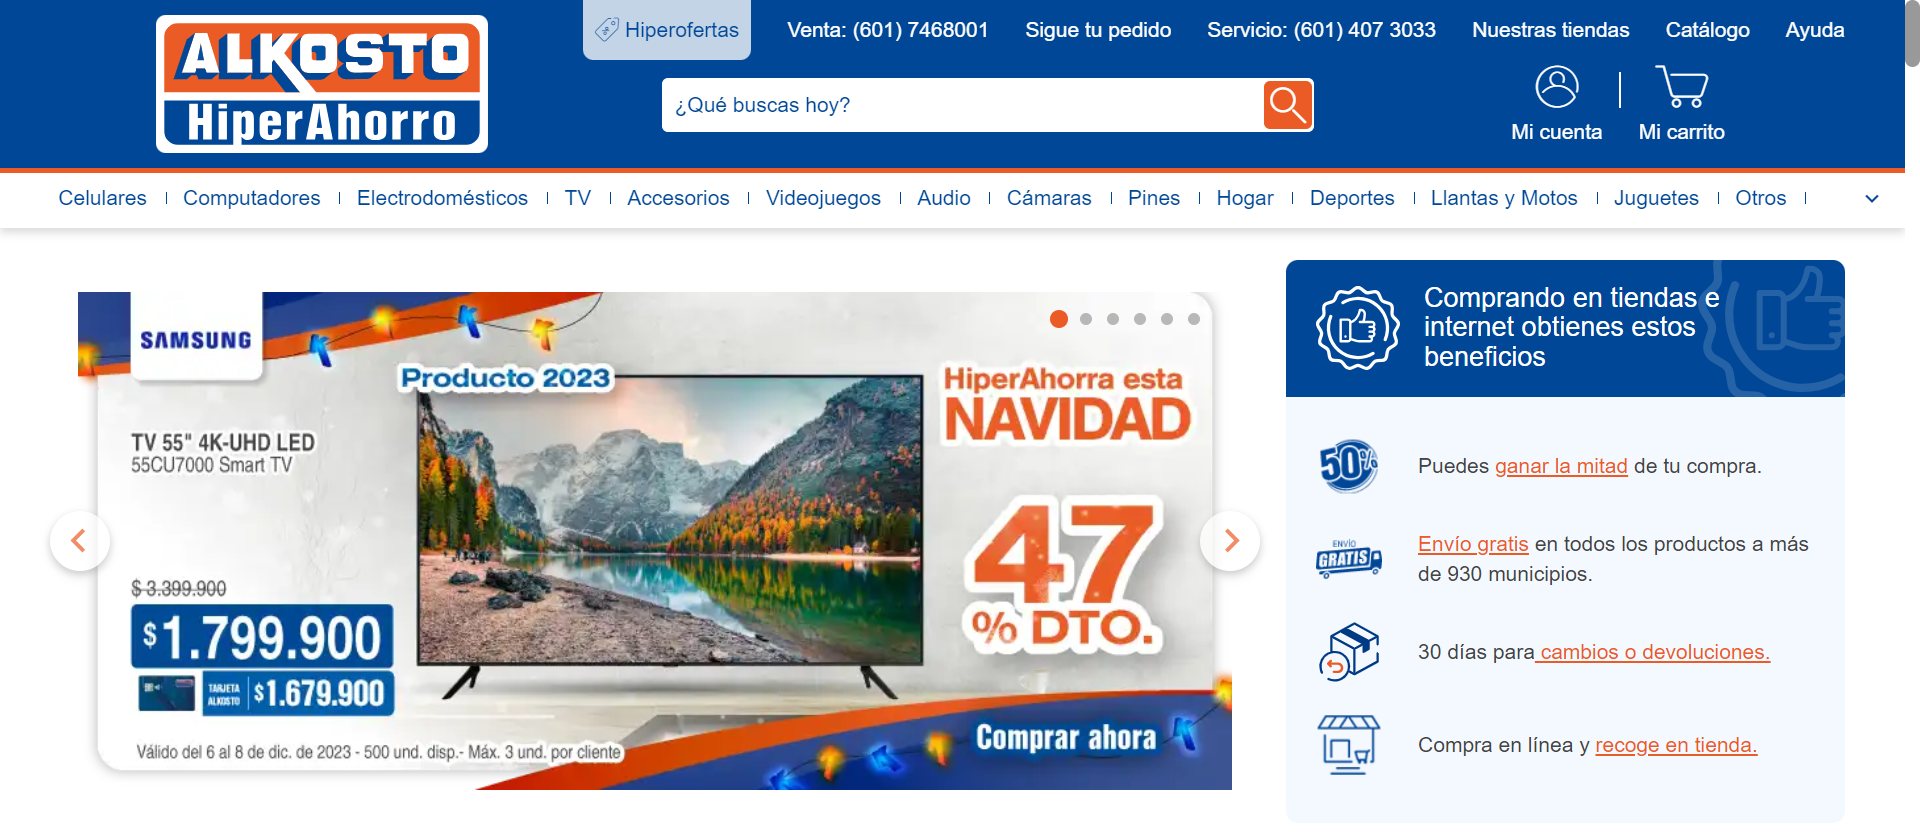 ALKOSTO
HiperAhorro
Hiperofertas
Venta: (601) 7468001
Sigue tu pedido
Servicio: (601) 407 3033
Nuestras tiendas
Catálogo
Ayuda
¿Qué buscas hoy?
Mi cuenta
Mi carrito
Celulares
Computadores
Electrodomésticos
TV
Accesorios
Videojuegos
Audio
Cámaras
Pines
Hogar
Deportes
Llantas y Motos
Juguetes
Otros
SAMSUNG
Producto 2023
TV 55" 4K-UHD LED
55CU7000 Smart TV
$ 3.399.900
$1.799.900
TARJETA
ALKOSTO
$1.679.900
Válido del 6 al 8 de dic. de 2023 - 500 und. disp.- Máx. 3 und. por cliente
HiperAhorra esta
NAVIDAD
47
% DTO.
Comprar ahora
Comprando en tiendas e
internet obtienes estos
beneficios
50%
Puedes ganar la mitad de tu compra.
ENVÍO
GRATIS
Envío gratis en todos los productos a más
de 930 municipios.
30 días para cambios o devoluciones.
Compra en línea y recoge en tienda.